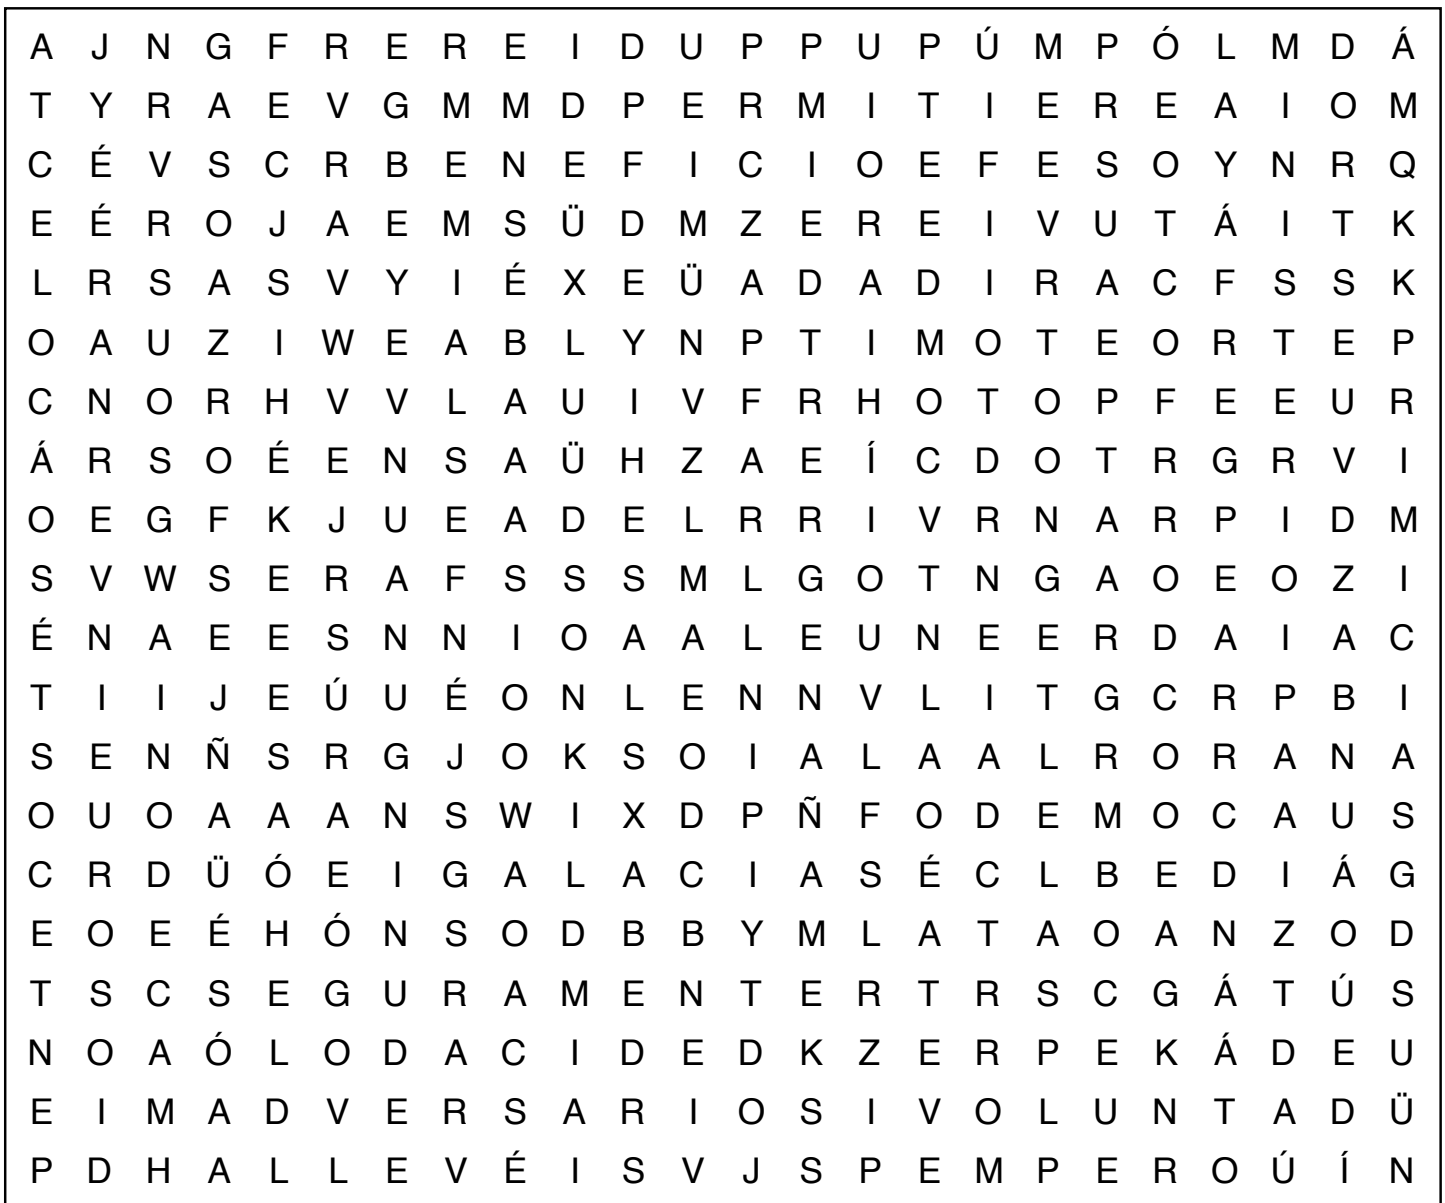 A J N G F R E R E I D U P P U P Ú M P Ó L M D Á
T Y R A E V G M M D P E R M I T I E R E A I O M
C É V S C R B E N E F I C I O E F E S O Y N R Q
E É R O J A E M S Ü D M Z E R E I V U T Á I T K
L R S A S V Y I É X E Ü A D A D I R A C F S S K
O A U Z I W E A B L Y N P T I M O T E O R T E P
C N O R H V V L A U I V F R H O T O P F E E U R
Á R S O É E N S A Ü H Z A E Í C D O T R G R V I
O E G F K J U E A D E L R R I V R N A R P I D M
S V W S E R A F S S S M L G O T N G A O E O Z I
É N A E E S N N I O A A L E U N E E R D A I A C
T I I J E Ú U É O N L E N N V L I T G C R P B I
S E N Ñ S R G J O K S O I A L A A L R O R A N A
O U O A A A N S W I X D P Ñ F O D E M O C A U S
C R D Ü Ó E I G A L A C I A S É C L B E D I Á G
E O E É H Ó N S O D B B Y M L A T A O A N Z O D
T S C S E G U R A M E N T E R T R S C G Á T Ú S
N O A Ó L O D A C I D E D K Z E R P E K Á D E U
E I M A D V E R S A R I O S I V O L U N T A D Ü
P D H A L L E V É I S V J S P E M P E R O Ú Í N